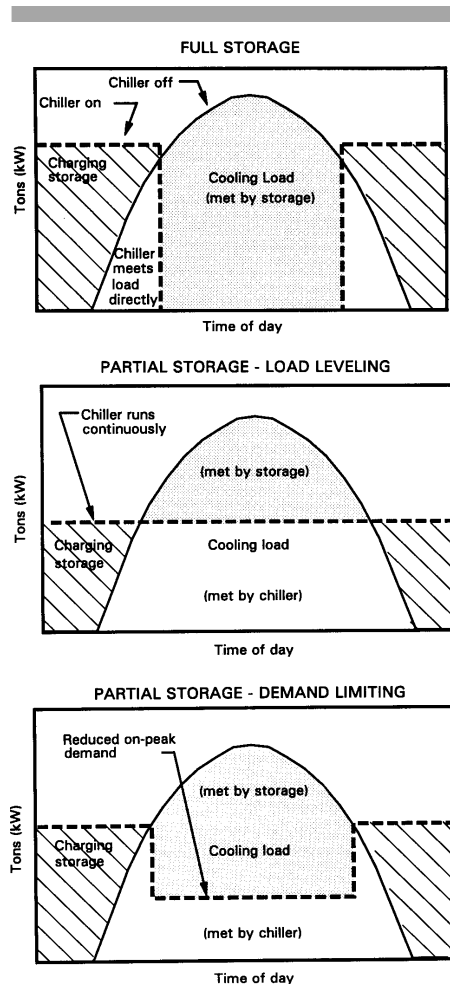 FULL STORAGE
Chiller off
Chiller on
Charging
storage
Cooling Load
(met by storage)
Chiller
meets
load
directly
Tons (kW)
Time of day
PARTIAL STORAGE - LOAD LEVELING
Chiller runs
continuously
(met by storage)
Charging
storage
Cooling load
(met by chiller)
Tons (kW)
Time of day
PARTIAL STORAGE - DEMAND LIMITING
Reduced on-peak
demand
(met by storage)
Charging
storage
Cooling load
(met by chiller)
Tons (kW)
Time of day